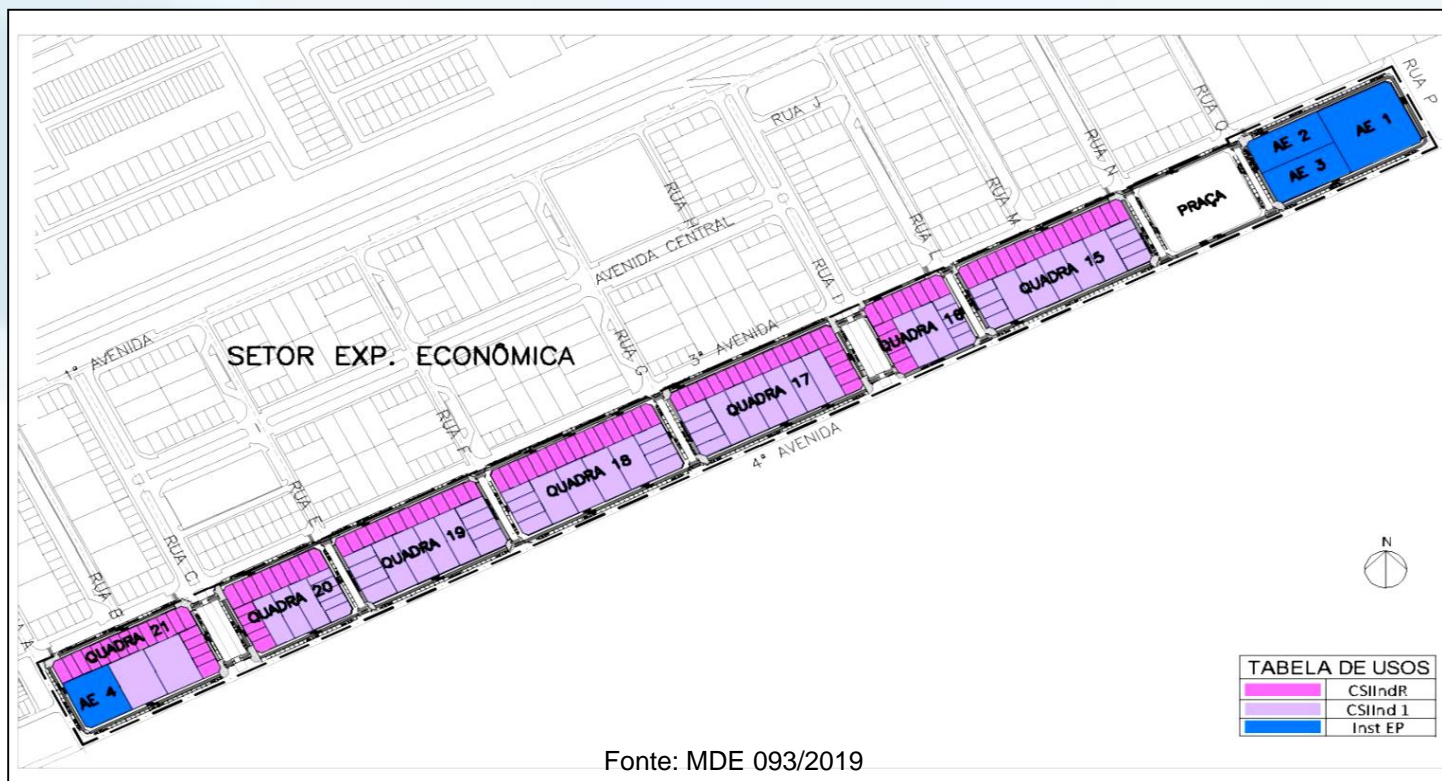 RUA P
RUA J
RUA O
AE 2
AE 1
AE 3
RUA N
PRAÇA
RUA H
RUA M
AVENIDA CENTRAL
RUA L
QUADRA 15
RUA I
QUADRA 16
1ª AVENIDA
SETOR EXP. ECONÔMICA
3ª AVENIDA
RUA G
QUADRA 17
4ª AVENIDA
RUA F
QUADRA 18
RUA E
QUADRA 19
RUA C
QUADRA 20
RUA B
RUA A
QUADRA 21
AE 4
N
TABELA DE USOS
CSIIndR
CSIInd 1
Inst EP
Fonte: MDE 093/2019